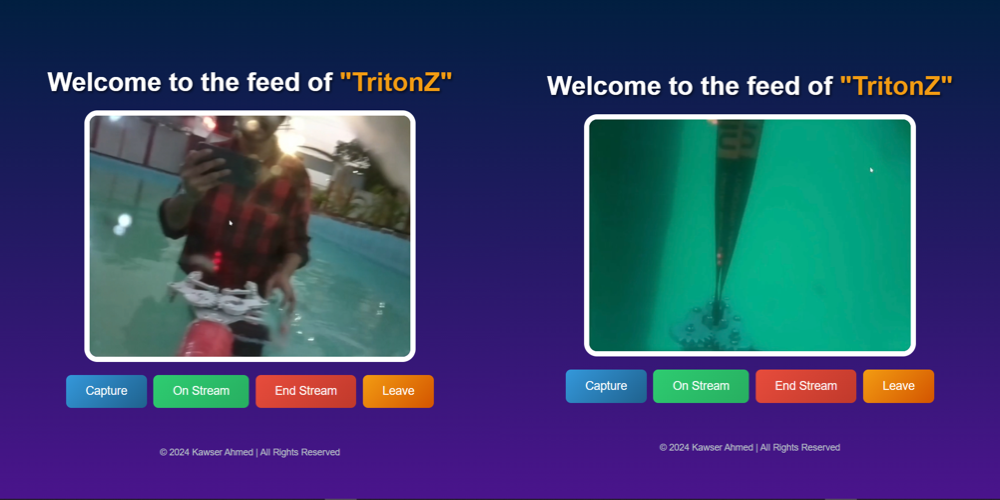 Welcome to the feed of "TritonZ"
Capture
On Stream
End Stream
Leave
© 2024 Kawser Ahmed | All Rights Reserved
Welcome to the feed of "TritonZ"
Capture
On Stream
End Stream
Leave
© 2024 Kawser Ahmed | All Rights Reserved